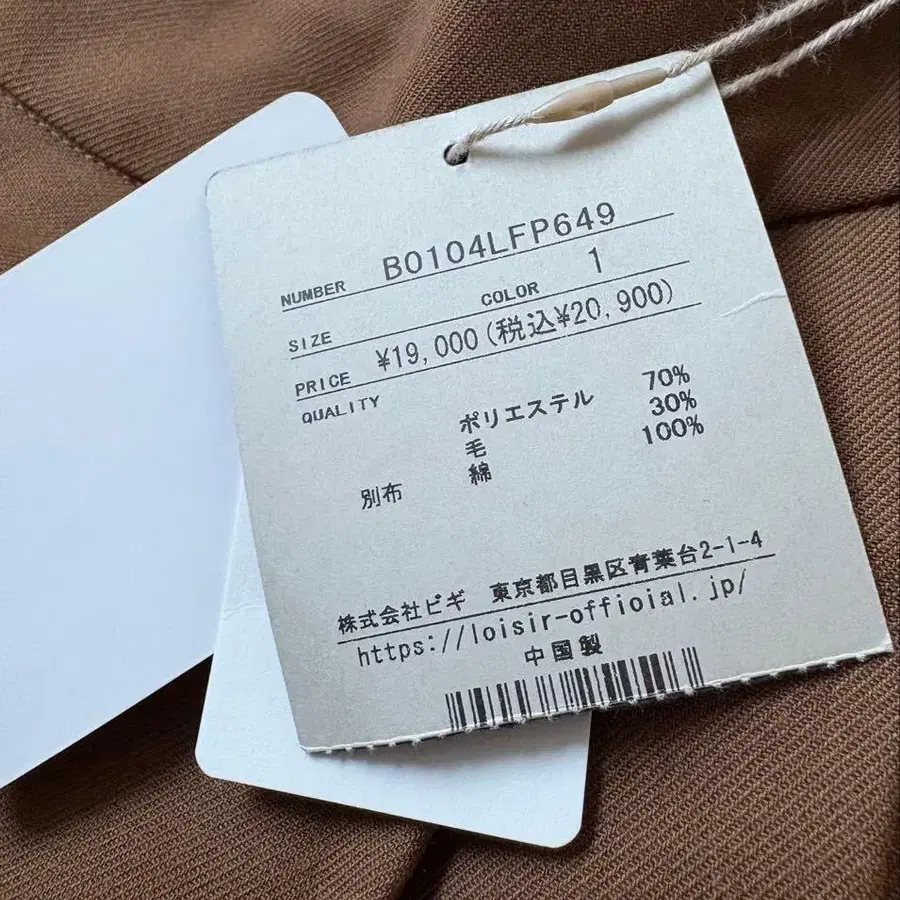 NUMBER B0104LFP649
SIZE COLOR 1
PRICE ¥19,000(税込¥20,900)
QUALITY
ポリエステル 70%
毛 30%
別布 綿 100%
株式会社ビギ 東京都目黒区青葉台2-1-4
https://loisir-official.jp/
中国製